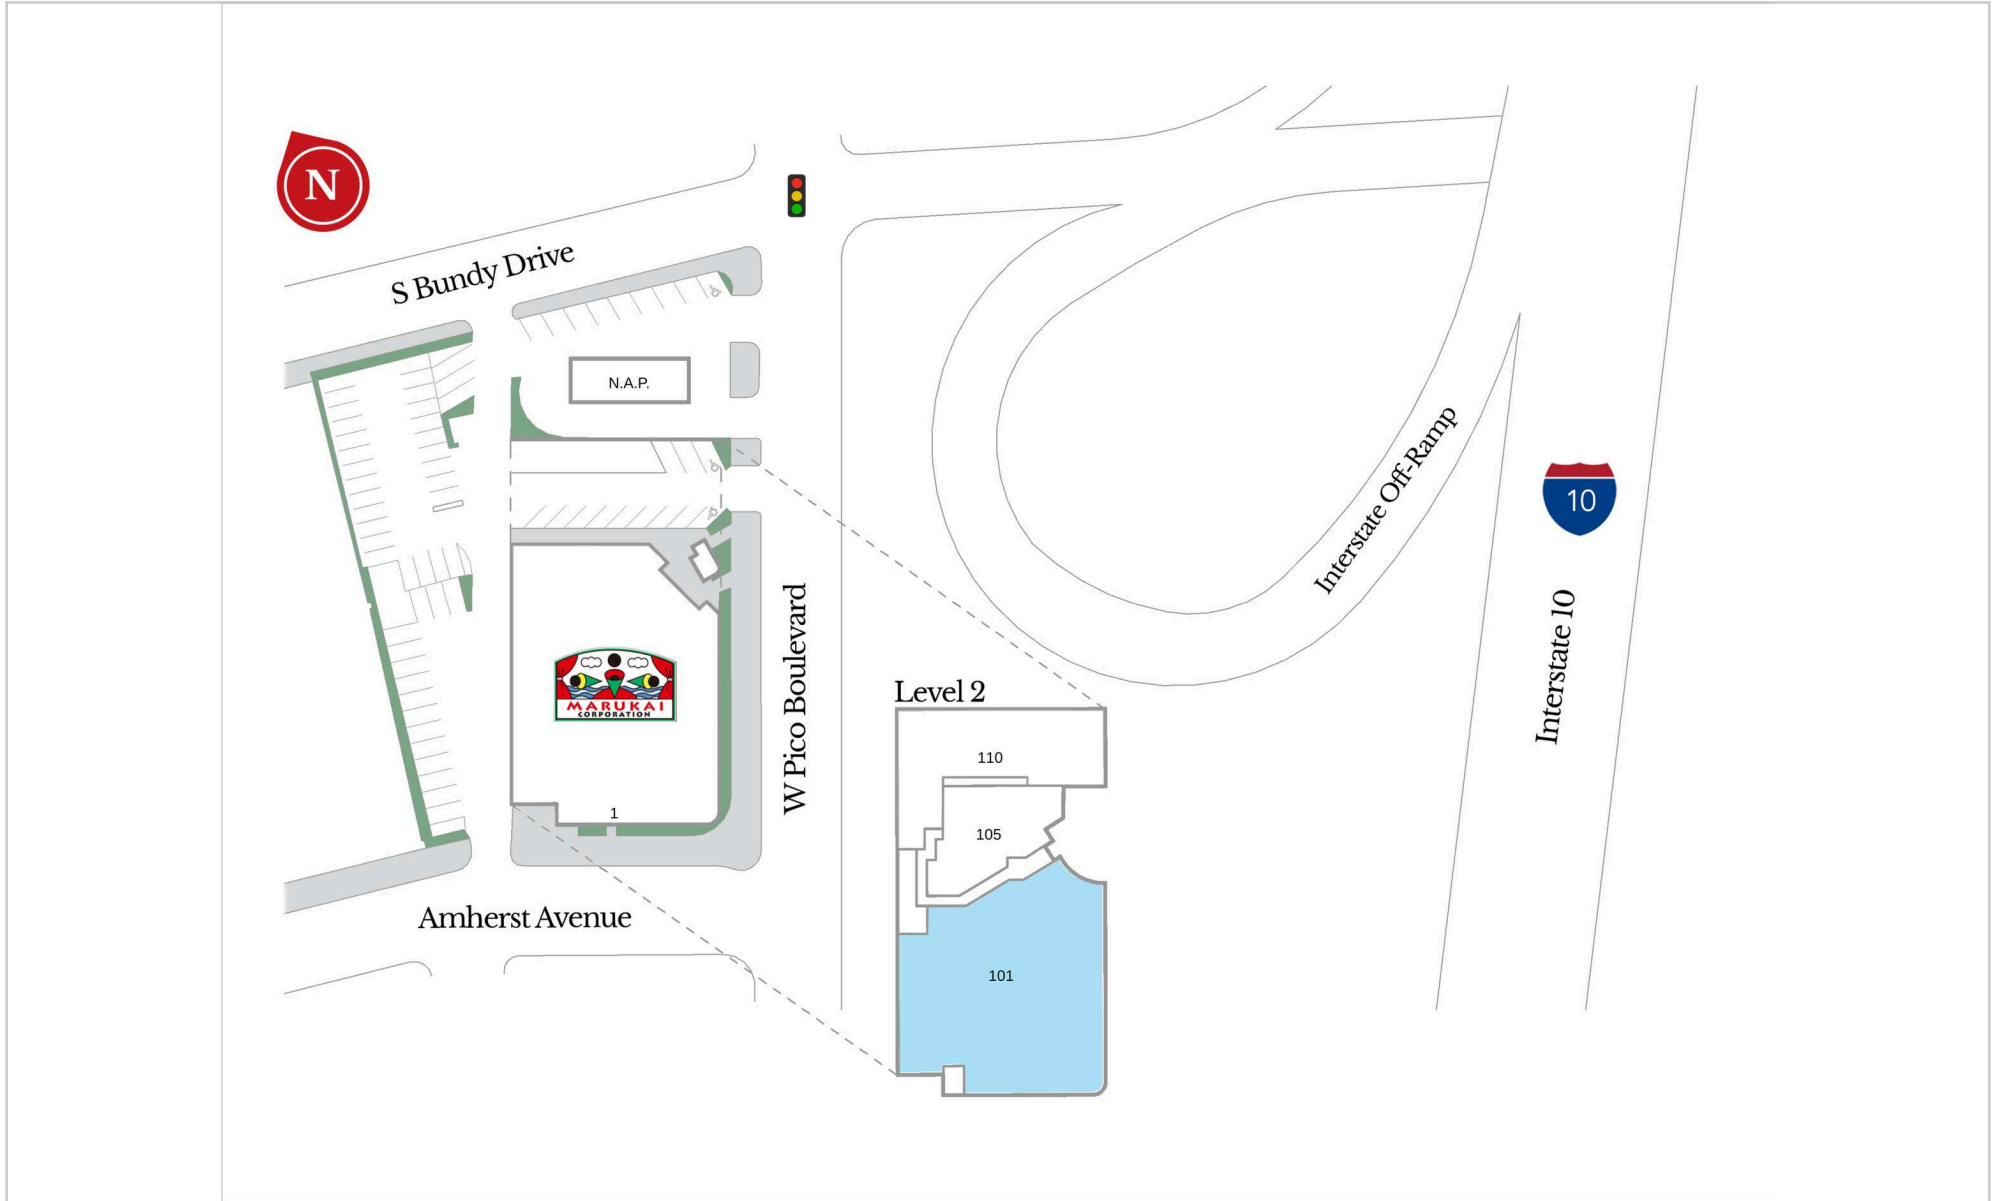 N
S Bundy Drive
N.A.P.
Interstate Off-Ramp
10
Interstate 10
W Pico Boulevard
MARUKAI
CORPORATION
1
Level 2
110
105
101
Amherst Avenue